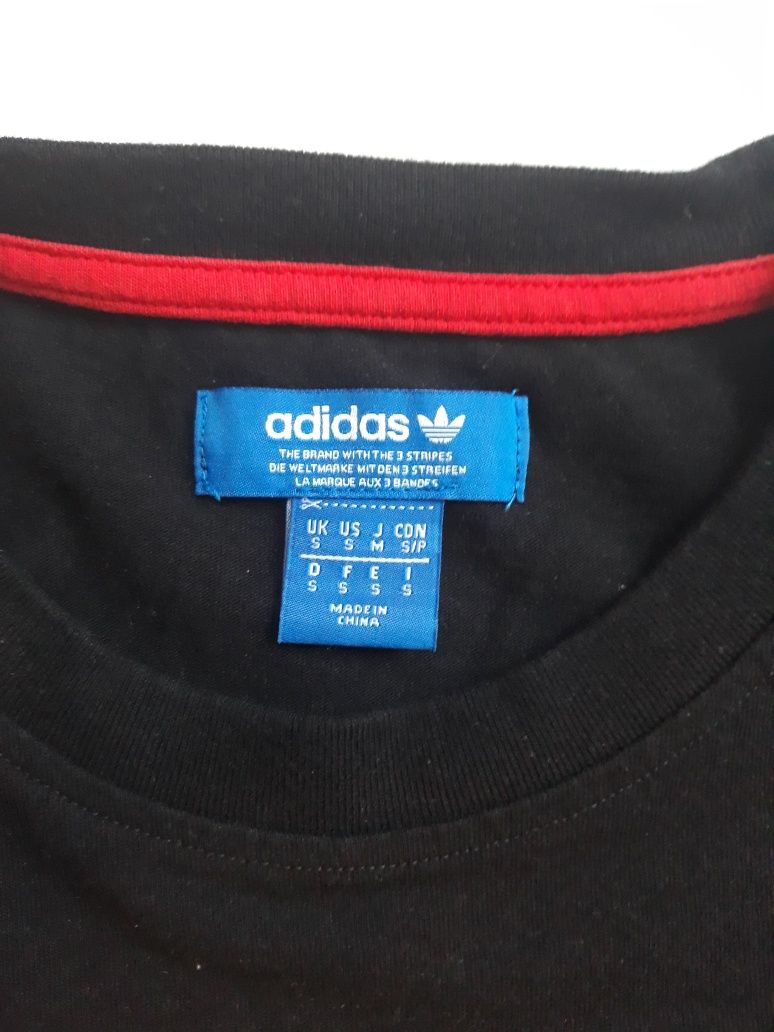 adidas
THE BRAND WITH THE 3 STRIPES
DIE WELTMARKE MIT DEN 3 STREIFEN
LA MARQUE AUX 3 BANDES
UK US J CDN
S S M S/P
D F E I
S S S S
MADE IN
CHINA